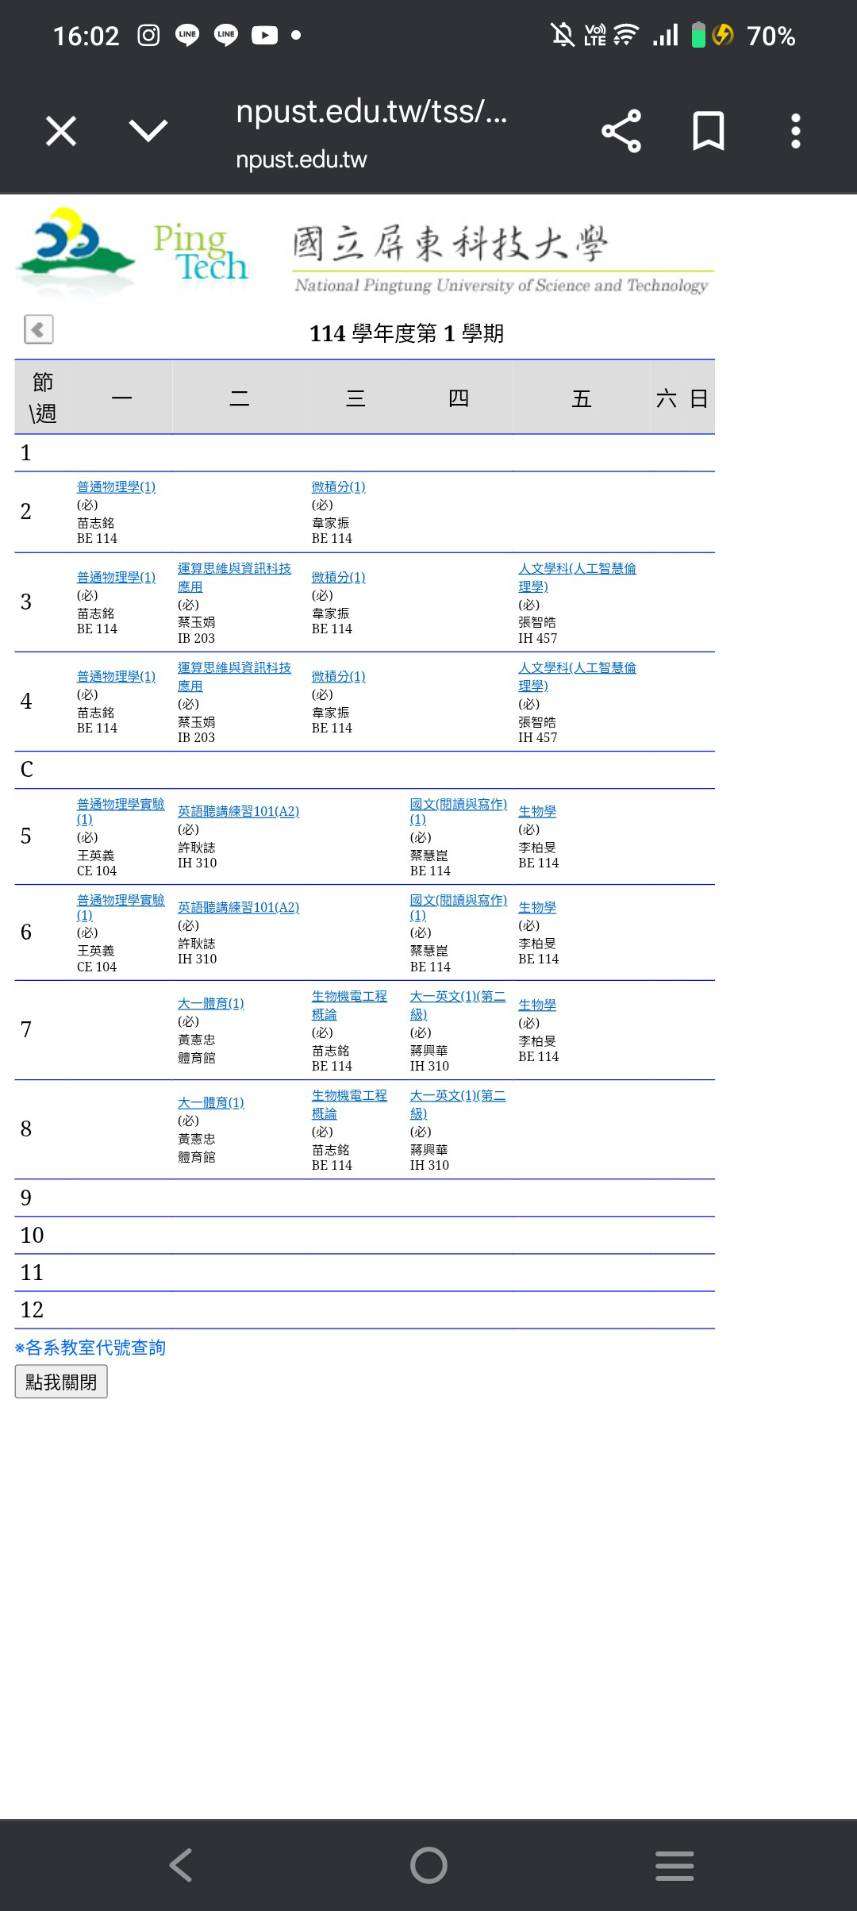 16:02 LINE LINE VoD LTE 70%
npust.edu.tw/tss/...
npust.edu.tw
Ping Tech
國立屏東科技大學
National Pingtung University of Science and Technology
114 學年度第 1 學期
節\週 一 二 三 四 五 六 日
1
2
普通物理學(1)
(必)
苗志銘
BE 114
微積分(1)
(必)
韋家振
BE 114
3
普通物理學(1)
(必)
苗志銘
BE 114
運算思維與資訊科技
應用
(必)
蔡玉娟
IB 203
微積分(1)
(必)
韋家振
BE 114
人文學科(人工智慧倫
理學)
(必)
張智皓
IH 457
4
普通物理學(1)
(必)
苗志銘
BE 114
運算思維與資訊科技
應用
(必)
蔡玉娟
IB 203
微積分(1)
(必)
韋家振
BE 114
人文學科(人工智慧倫
理學)
(必)
張智皓
IH 457
C
5
普通物理學實驗
(1)
(必)
王英義
CE 104
英語聽講練習101(A2)
(必)
許耿誌
IH 310
國文(閱讀與寫作)
(1)
(必)
蔡慧崑
BE 114
生物學
(必)
李柏旻
BE 114
6
普通物理學實驗
(1)
(必)
王英義
CE 104
英語聽講練習101(A2)
(必)
許耿誌
IH 310
國文(閱讀與寫作)
(1)
(必)
蔡慧崑
BE 114
生物學
(必)
李柏旻
BE 114
7
大一體育(1)
(必)
黃憲忠
體育館
生物機電工程
概論
(必)
苗志銘
BE 114
大一英文(1)(第二
級)
(必)
蔣興華
IH 310
生物學
(必)
李柏旻
BE 114
8
大一體育(1)
(必)
黃憲忠
體育館
生物機電工程
概論
(必)
苗志銘
BE 114
大一英文(1)(第二
級)
(必)
蔣興華
IH 310
9
10
11
12
※各系教室代號查詢
點我關閉